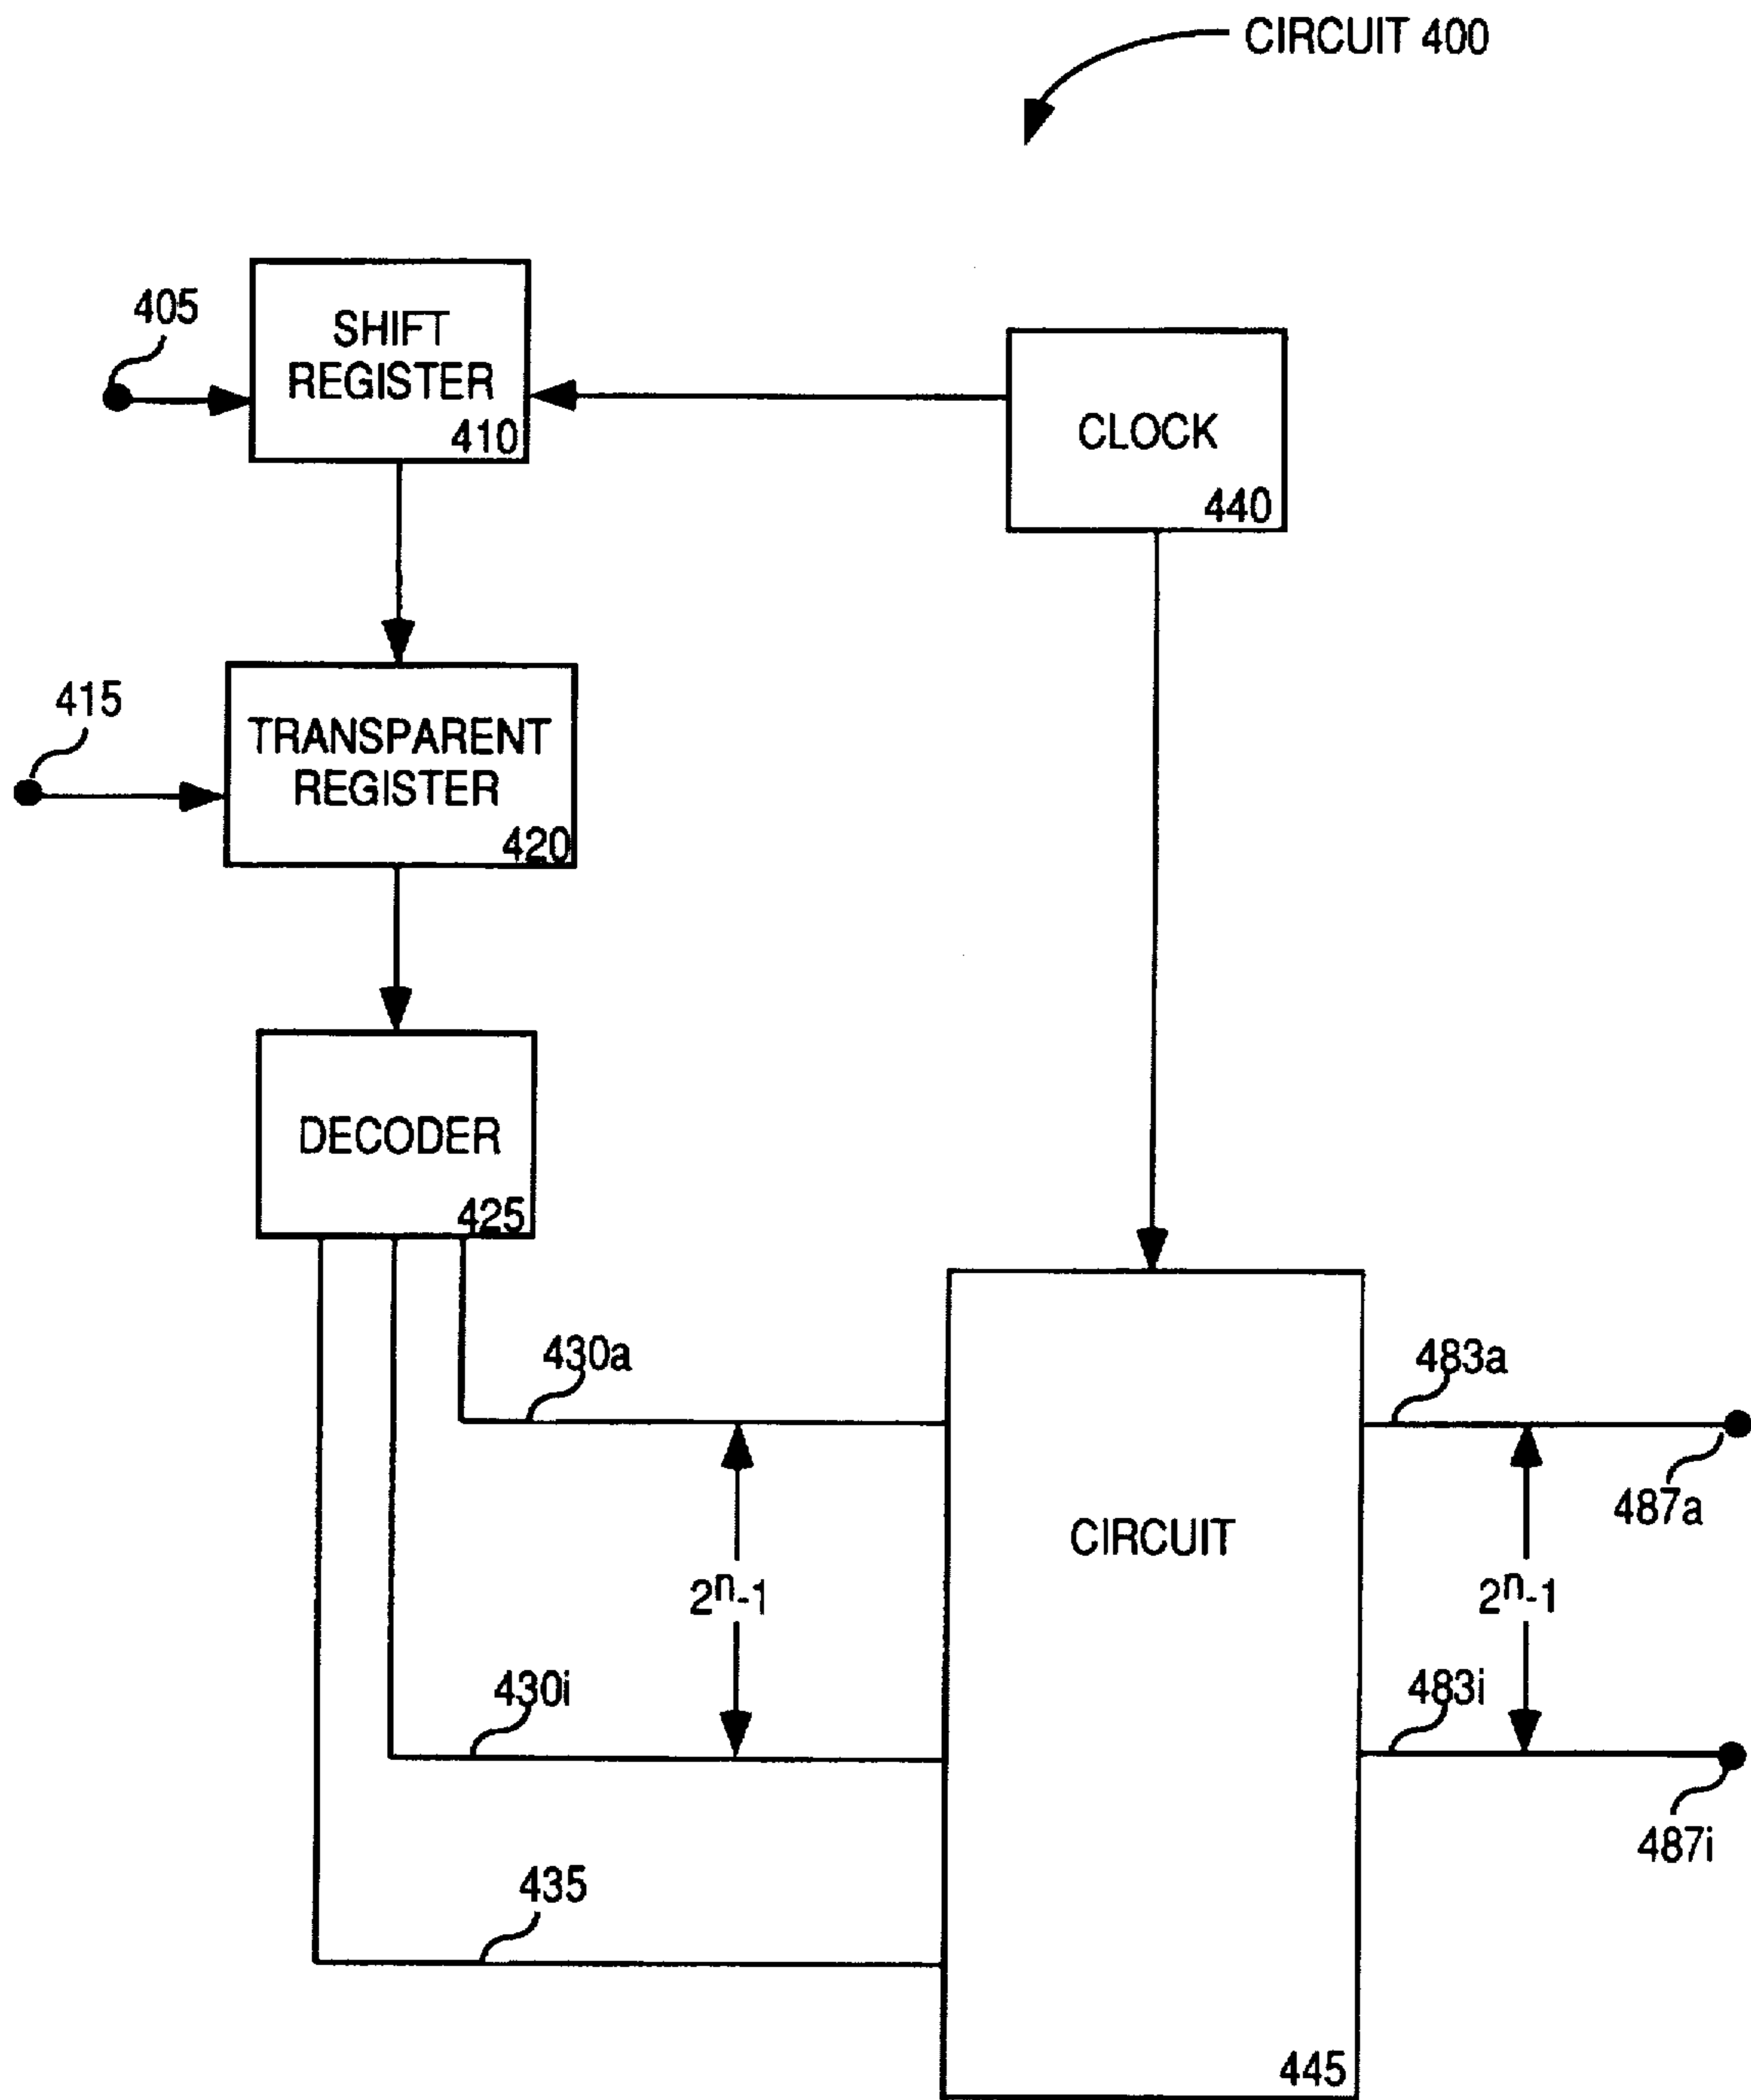 CIRCUIT 400
405
SHIFT
REGISTER
410
CLOCK
440
415
TRANSPARENT
REGISTER
420
DECODER
425
430a
483a
487a
CIRCUIT
2ⁿ-1
2ⁿ-1
430i
483i
487i
435
445